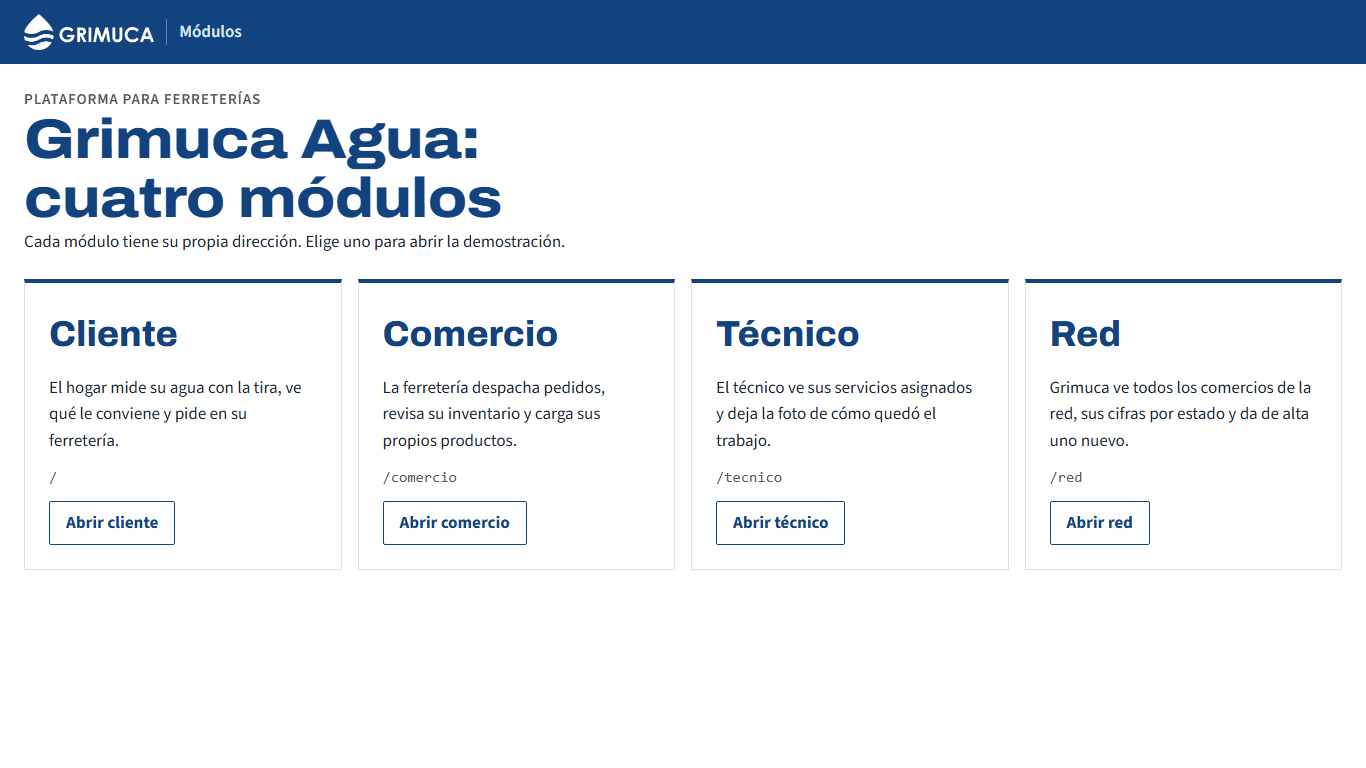 GRIMUCA
Módulos
PLATAFORMA PARA FERRETERÍAS
Grimuca Agua:
cuatro módulos
Cada módulo tiene su propia dirección. Elige uno para abrir la demostración.
Cliente
El hogar mide su agua con la tira, ve
qué le conviene y pide en su
ferretería.
/
Abrir cliente
Comercio
La ferretería despacha pedidos,
revisa su inventario y carga sus
propios productos.
/comercio
Abrir comercio
Técnico
El técnico ve sus servicios asignados
y deja la foto de cómo quedó el
trabajo.
/tecnico
Abrir técnico
Red
Grimuca ve todos los comercios de la
red, sus cifras por estado y da de alta
uno nuevo.
/red
Abrir red